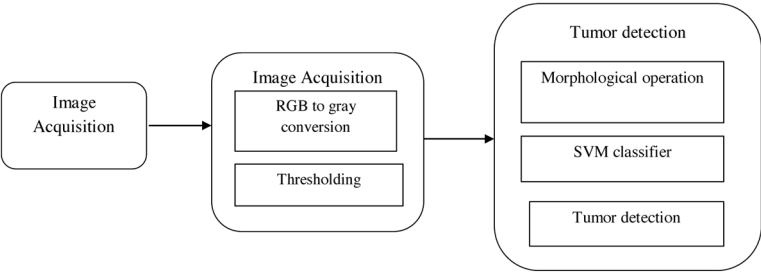 Image
Acquisition
Image Acquisition
RGB to gray
conversion
Thresholding
Tumor detection
Morphological operation
SVM classifier
Tumor detection